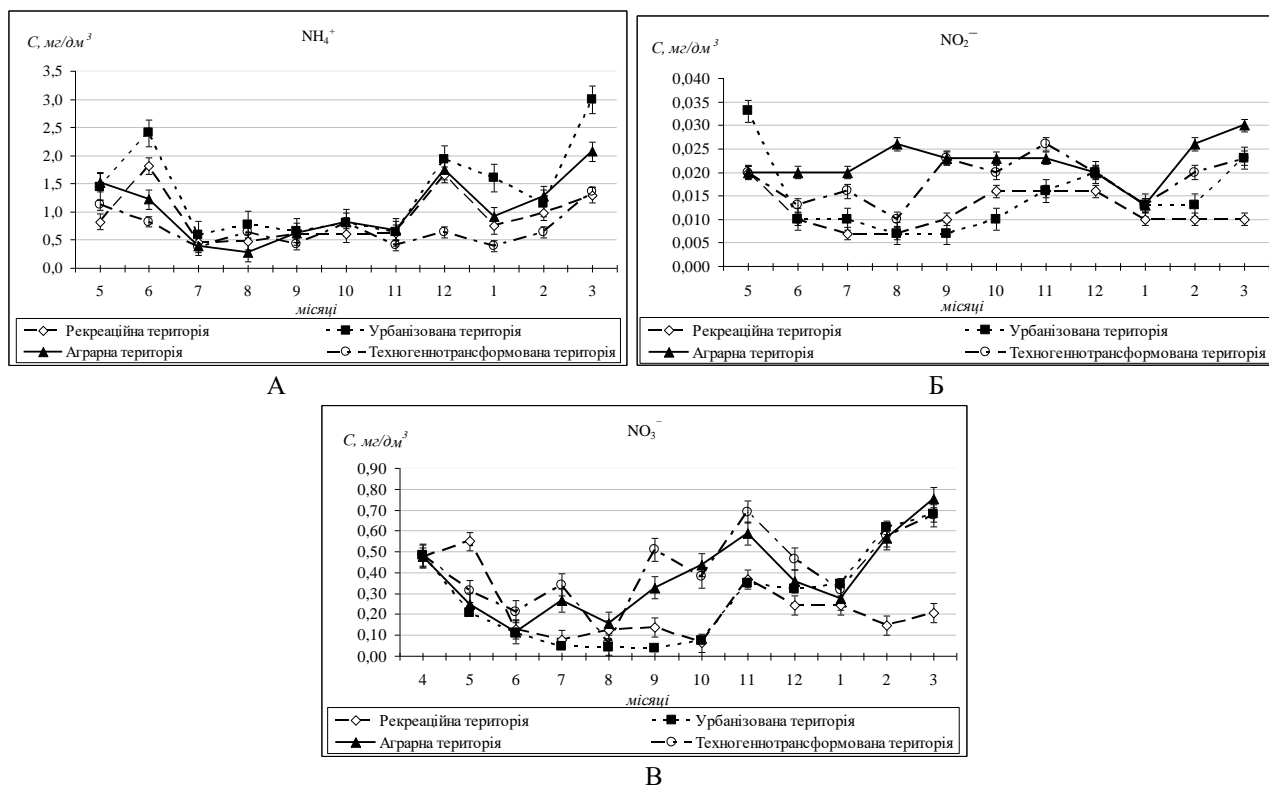 NH₄⁺
С, мг/дм³
3,5
3,0
2,5
2,0
1,5
1,0
0,5
0,0
5 6 7 8 9 10 11 12 1 2 3
місяці
Рекреаційна територія Урбанізована територія
Аграрна територія Техногеннотрансформована територія
А
NO₂⁻
С, мг/дм³
0,040
0,035
0,030
0,025
0,020
0,015
0,010
0,005
0,000
5 6 7 8 9 10 11 12 1 2 3
місяці
Рекреаційна територія Урбанізована територія
Аграрна територія Техногеннотрансформована територія
Б
NO₃⁻
С, мг/дм³
0,90
0,80
0,70
0,60
0,50
0,40
0,30
0,20
0,10
0,00
4 5 6 7 8 9 10 11 12 1 2 3
місяці
Рекреаційна територія Урбанізована територія
Аграрна територія Техногеннотрансформована територія
В